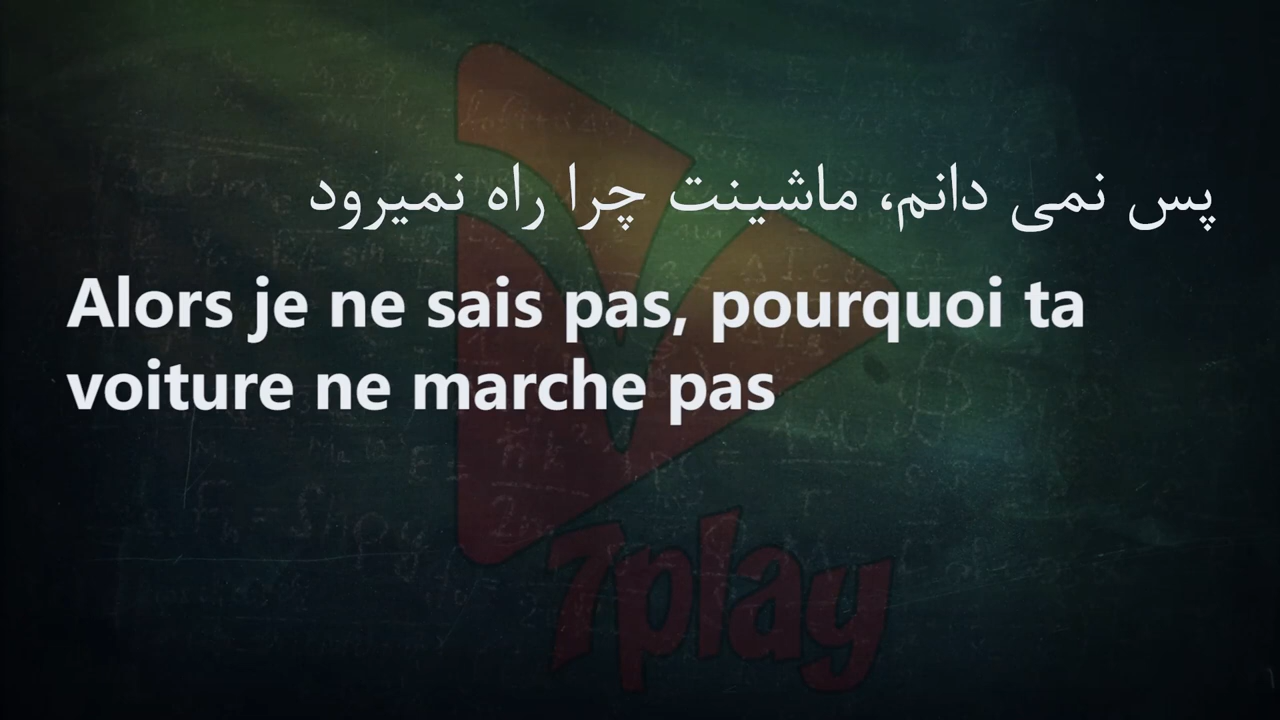 پس نمی دانم، ماشینت چرا راه نمیرود
Alors je ne sais pas, pourquoi ta
voiture ne marche pas
7play